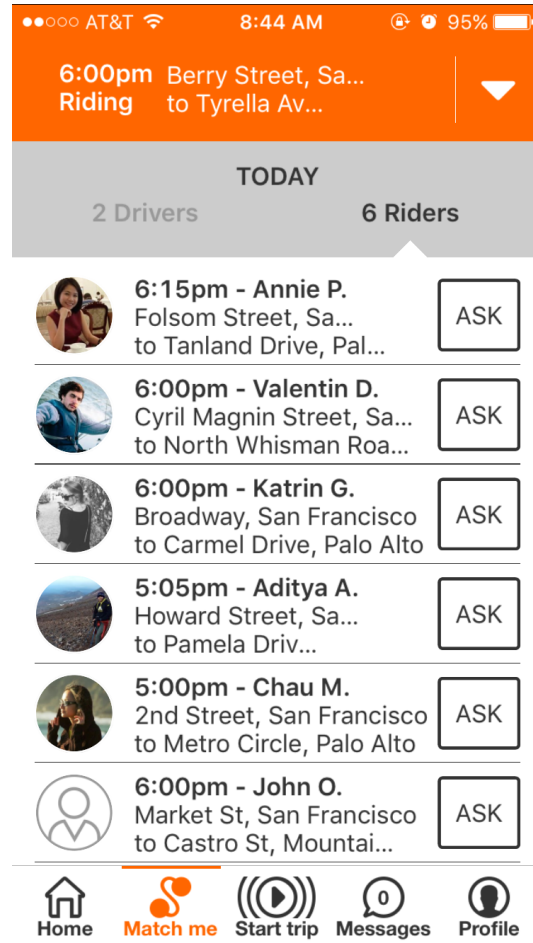 AT&T 8:44 AM 95%
6:00pm Berry Street, Sa...
Riding to Tyrella Av...
TODAY
2 Drivers 6 Riders
6:15pm - Annie P.
Folsom Street, Sa...
to Tanland Drive, Pal...
ASK
6:00pm - Valentin D.
Cyril Magnin Street, Sa...
to North Whisman Roa...
ASK
6:00pm - Katrin G.
Broadway, San Francisco
to Carmel Drive, Palo Alto
ASK
5:05pm - Aditya A.
Howard Street, Sa...
to Pamela Driv...
ASK
5:00pm - Chau M.
2nd Street, San Francisco
to Metro Circle, Palo Alto
ASK
6:00pm - John O.
Market St, San Francisco
to Castro St, Mountai...
ASK
0
Home Match me Start trip Messages Profile